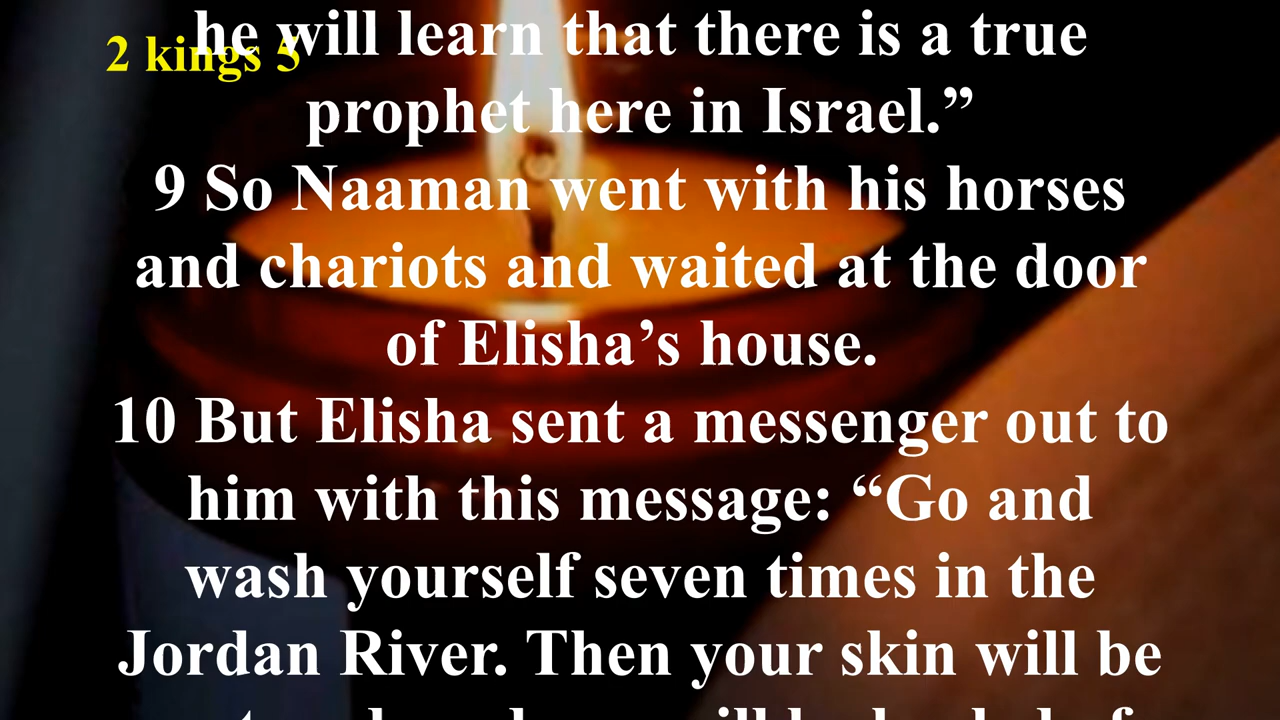 2 kings 5
he will learn that there is a true
prophet here in Israel.”
9 So Naaman went with his horses
and chariots and waited at the door
of Elisha’s house.
10 But Elisha sent a messenger out to
him with this message: “Go and
wash yourself seven times in the
Jordan River. Then your skin will be